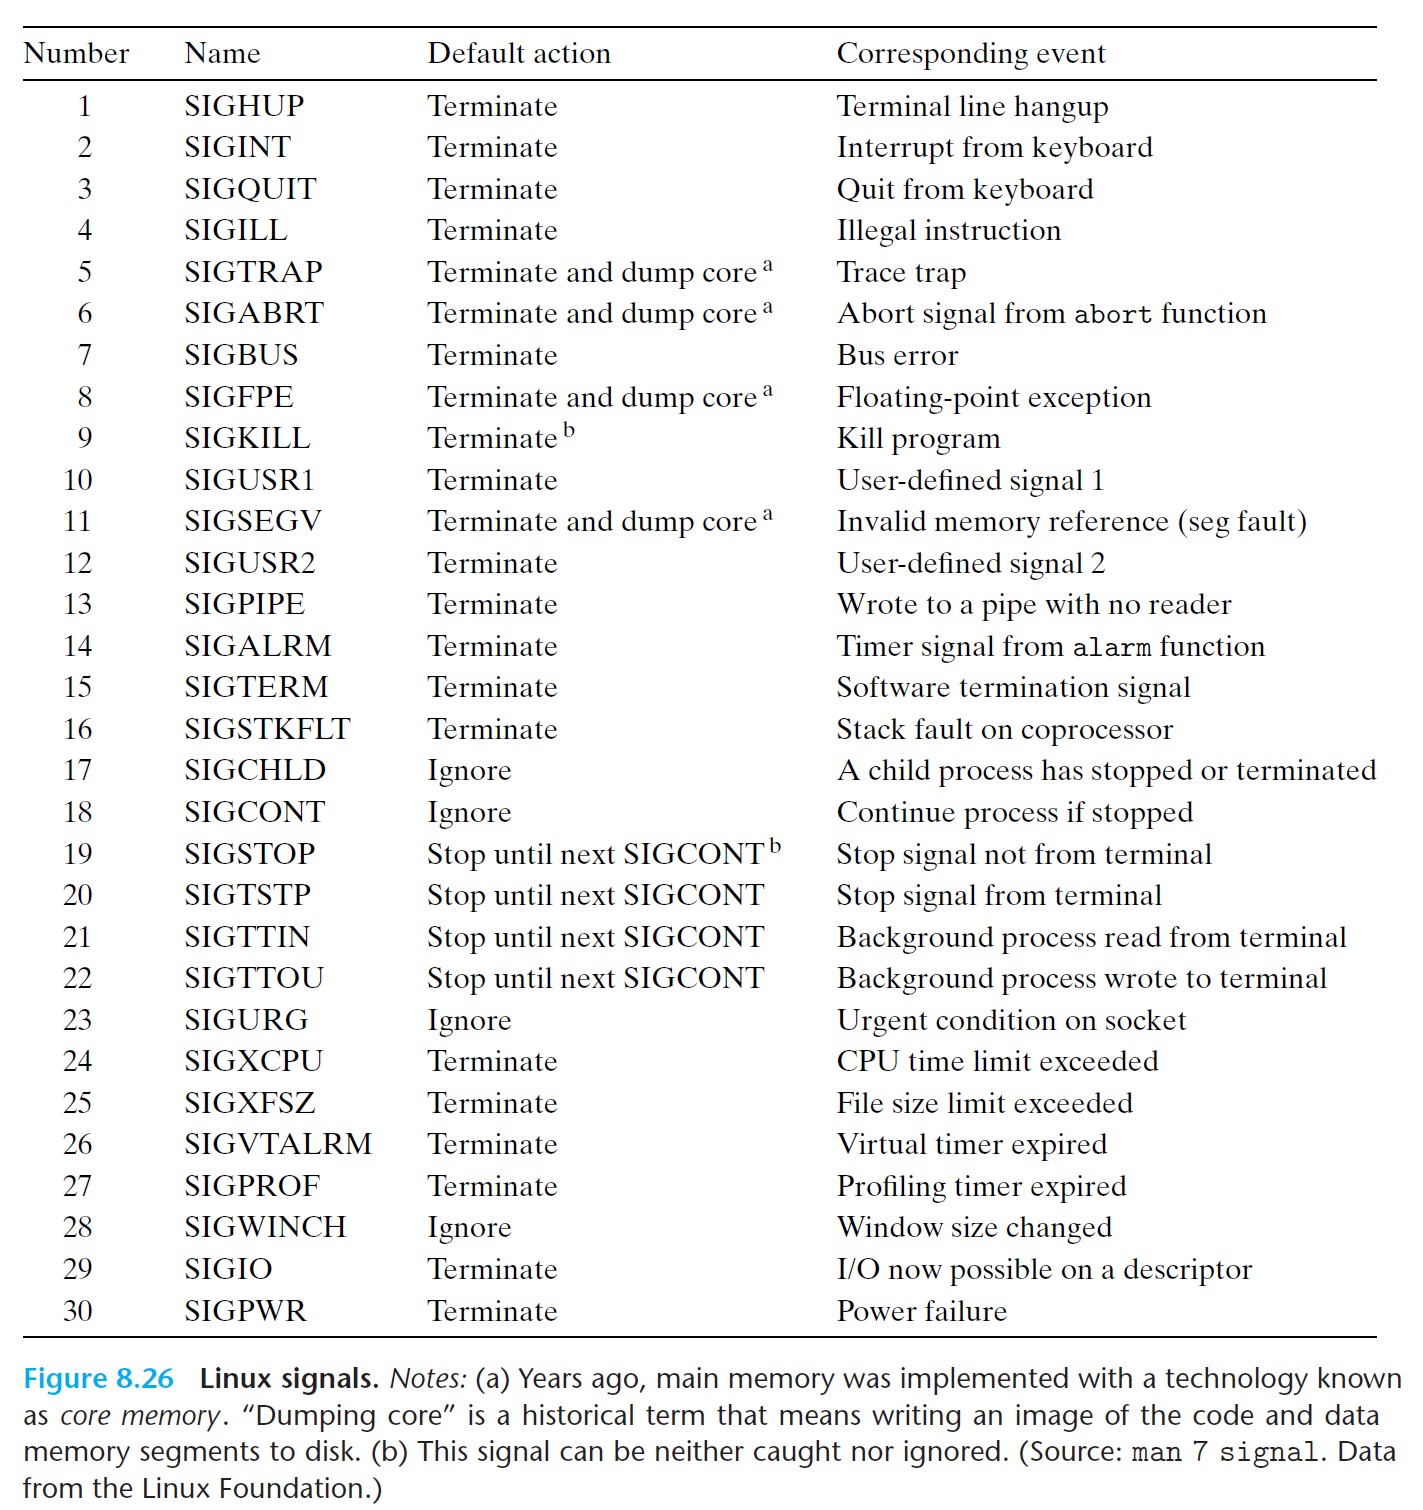 Number Name Default action Corresponding event
1 SIGHUP Terminate Terminal line hangup
2 SIGINT Terminate Interrupt from keyboard
3 SIGQUIT Terminate Quit from keyboard
4 SIGILL Terminate Illegal instruction
5 SIGTRAP Terminate and dump core a Trace trap
6 SIGABRT Terminate and dump core a Abort signal from abort function
7 SIGBUS Terminate Bus error
8 SIGFPE Terminate and dump core a Floating-point exception
9 SIGKILL Terminate b Kill program
10 SIGUSR1 Terminate User-defined signal 1
11 SIGSEGV Terminate and dump core a Invalid memory reference (seg fault)
12 SIGUSR2 Terminate User-defined signal 2
13 SIGPIPE Terminate Wrote to a pipe with no reader
14 SIGALRM Terminate Timer signal from alarm function
15 SIGTERM Terminate Software termination signal
16 SIGSTKFLT Terminate Stack fault on coprocessor
17 SIGCHLD Ignore A child process has stopped or terminated
18 SIGCONT Ignore Continue process if stopped
19 SIGSTOP Stop until next SIGCONT b Stop signal not from terminal
20 SIGTSTP Stop until next SIGCONT Stop signal from terminal
21 SIGTTIN Stop until next SIGCONT Background process read from terminal
22 SIGTTOU Stop until next SIGCONT Background process wrote to terminal
23 SIGURG Ignore Urgent condition on socket
24 SIGXCPU Terminate CPU time limit exceeded
25 SIGXFSZ Terminate File size limit exceeded
26 SIGVTALRM Terminate Virtual timer expired
27 SIGPROF Terminate Profiling timer expired
28 SIGWINCH Ignore Window size changed
29 SIGIO Terminate I/O now possible on a descriptor
30 SIGPWR Terminate Power failure
Figure 8.26 Linux signals. Notes: (a) Years ago, main memory was implemented with a technology known
as core memory. “Dumping core” is a historical term that means writing an image of the code and data
memory segments to disk. (b) This signal can be neither caught nor ignored. (Source: man 7 signal. Data
from the Linux Foundation.)